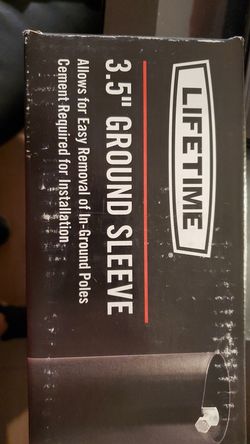 LIFETIME®
3.5" GROUND SLEEVE
Allows for Easy Removal of In-Ground Poles
Cement Required for Installation